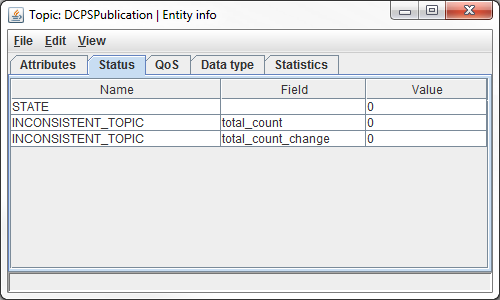 Topic: DCPSPublication | Entity info
File Edit View
Attributes Status QoS Data type Statistics
Name Field Value
STATE 0
INCONSISTENT_TOPIC total_count 0
INCONSISTENT_TOPIC total_count_change 0